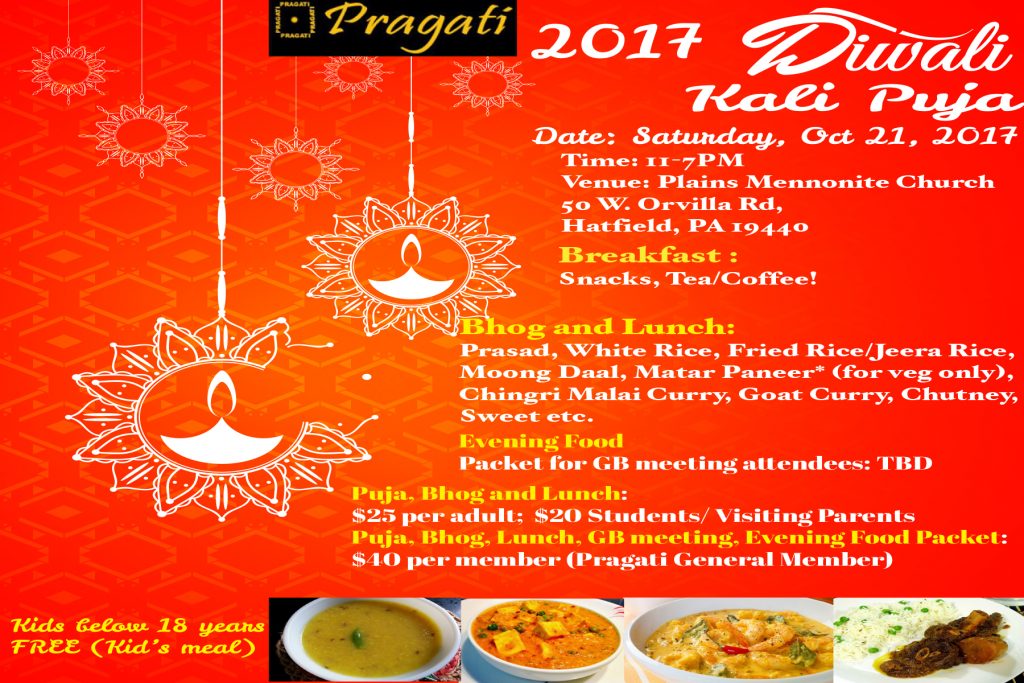 PRAGATI
PRAGATI
PRAGATI
PRAGATI
Pragati
2017 Diwali
Kali Puja
Date: Saturday, Oct 21, 2017
Time: 11-7PM
Venue: Plains Mennonite Church
50 W. Orvilla Rd,
Hatfield, PA 19440
Breakfast :
Snacks, Tea/Coffee!
Bhog and Lunch:
Prasad, White Rice, Fried Rice/Jeera Rice,
Moong Daal, Matar Paneer* (for veg only),
Chingri Malai Curry, Goat Curry, Chutney,
Sweet etc.
Evening Food
Packet for GB meeting attendees: TBD
Puja, Bhog and Lunch:
$25 per adult; $20 Students/ Visiting Parents
Puja, Bhog, Lunch, GB meeting, Evening Food Packet:
$40 per member (Pragati General Member)
Kids below 18 years
FREE (Kid's meal)